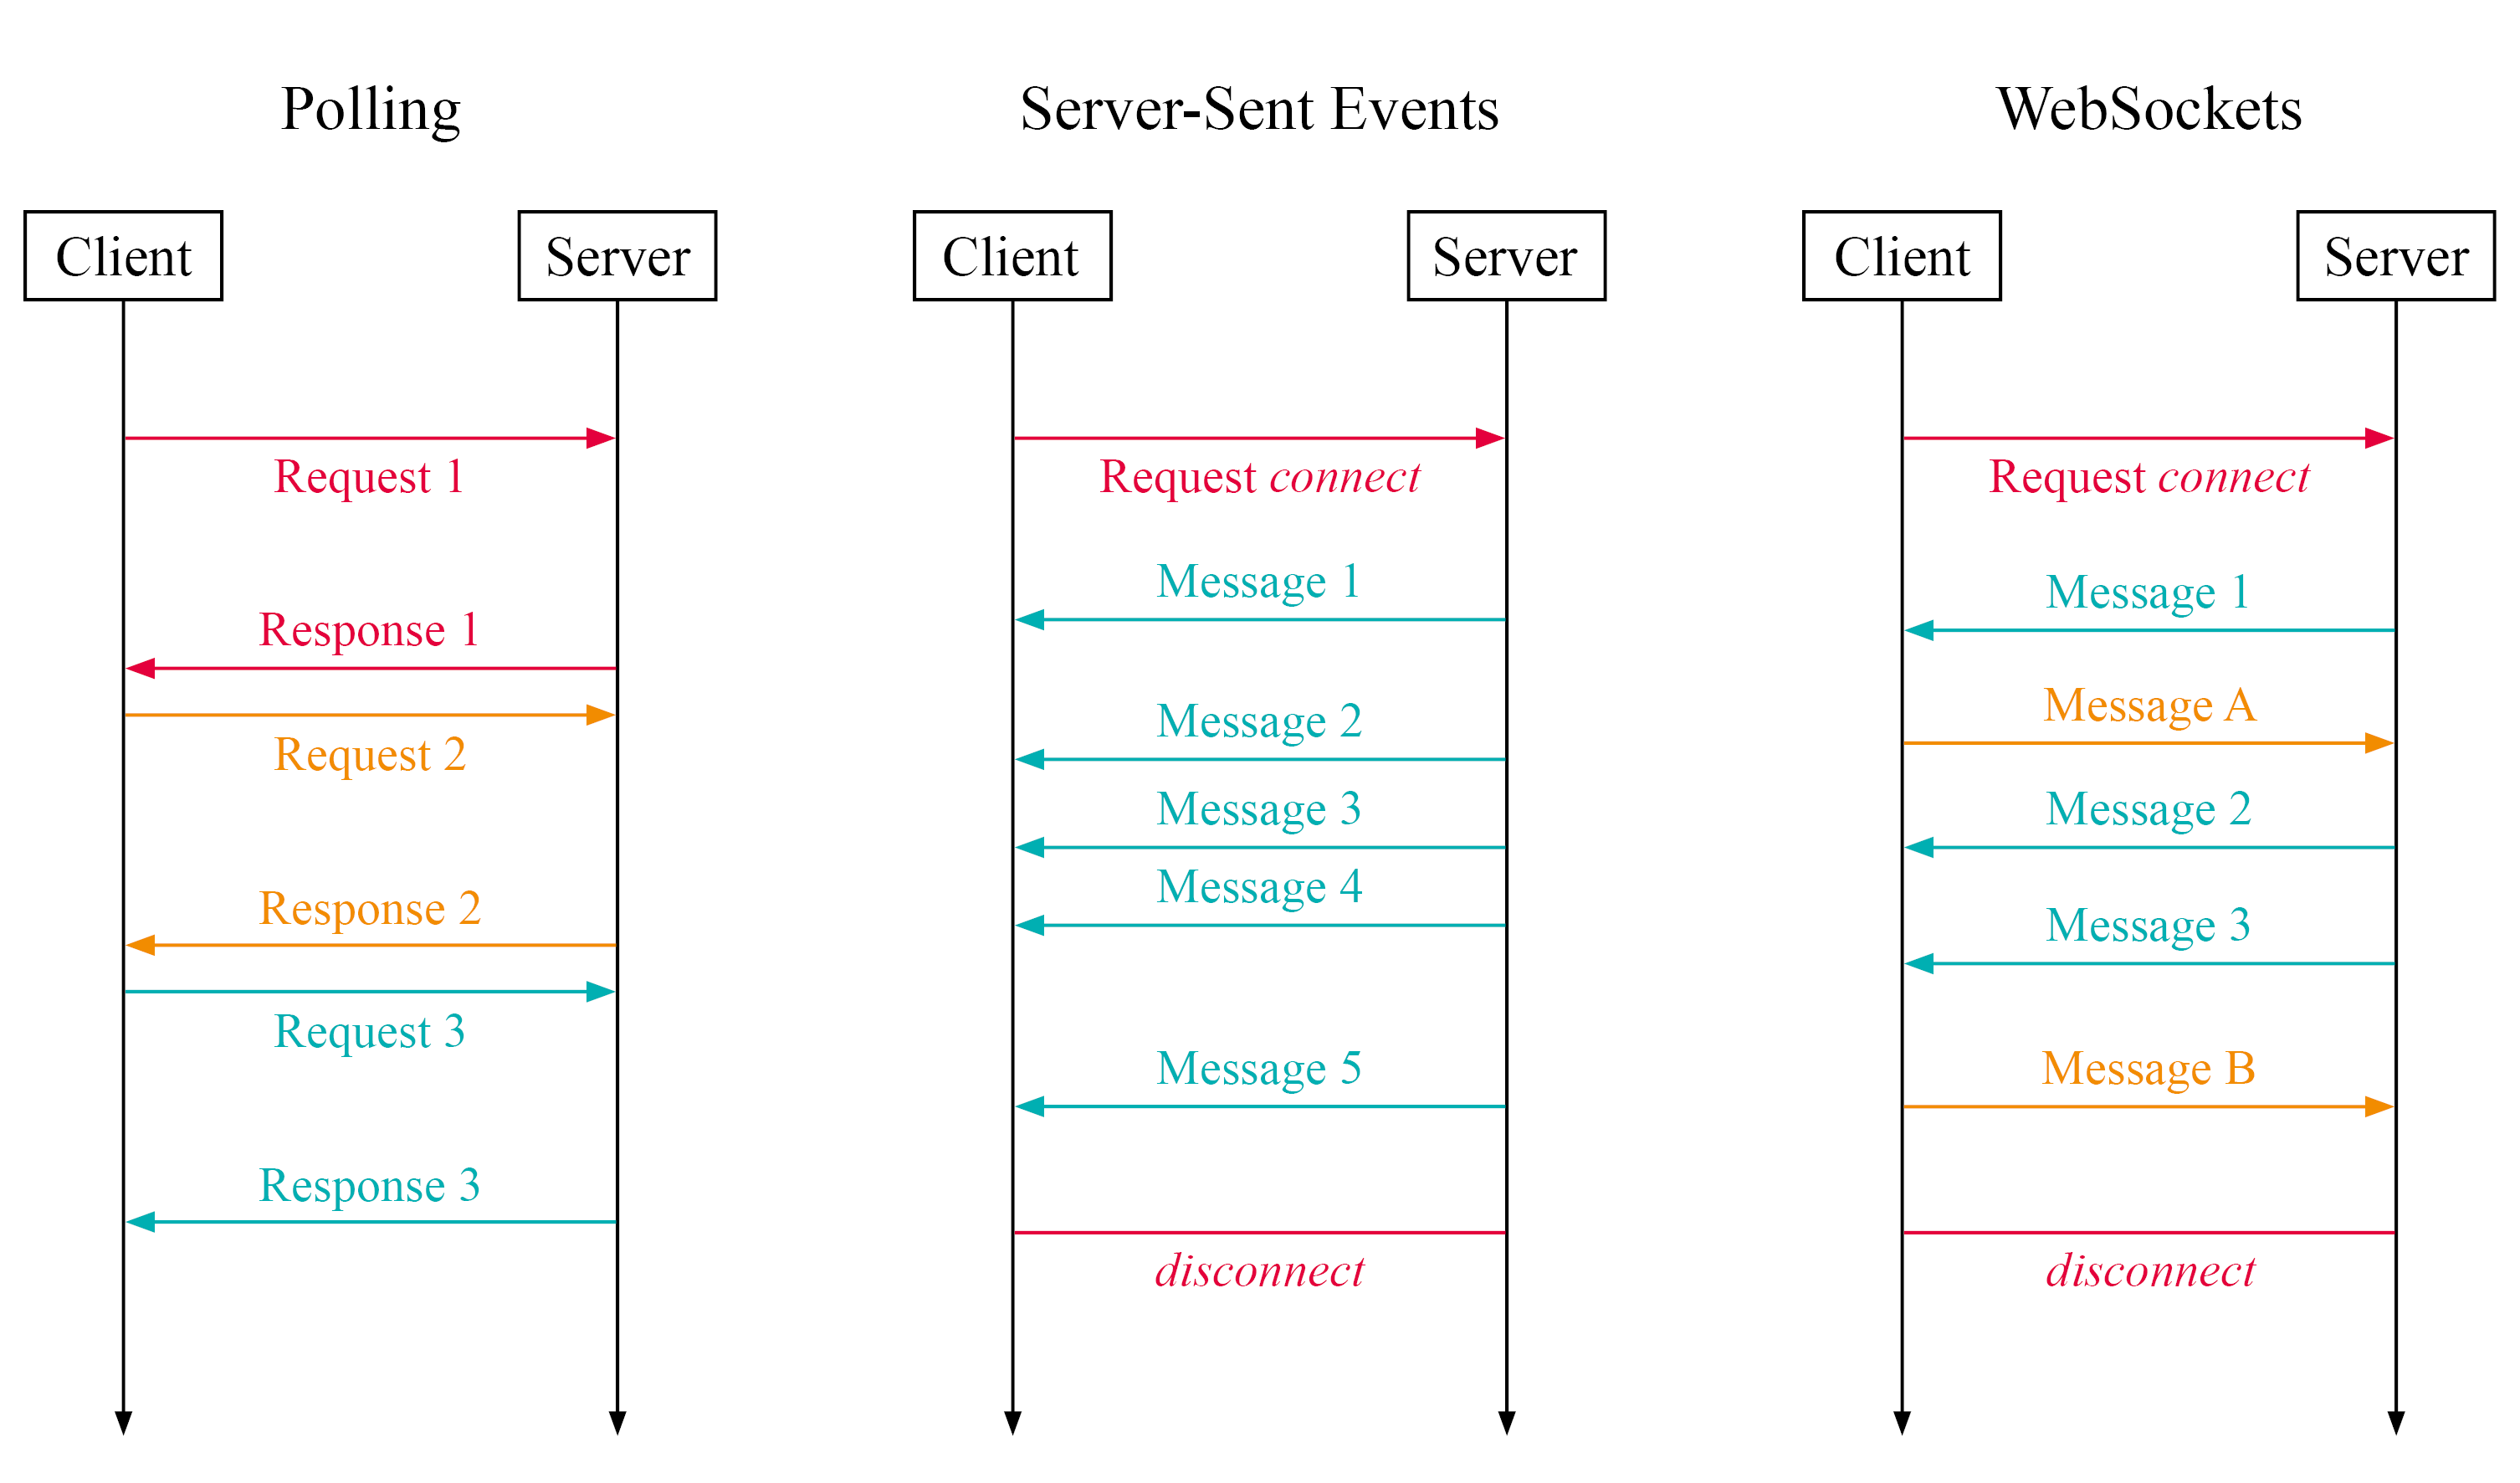 Polling
Client
Server
Request 1
Response 1
Request 2
Response 2
Request 3
Response 3
Server-Sent Events
Client
Server
Request connect
Message 1
Message 2
Message 3
Message 4
Message 5
disconnect
WebSockets
Client
Server
Request connect
Message 1
Message A
Message 2
Message 3
Message B
disconnect